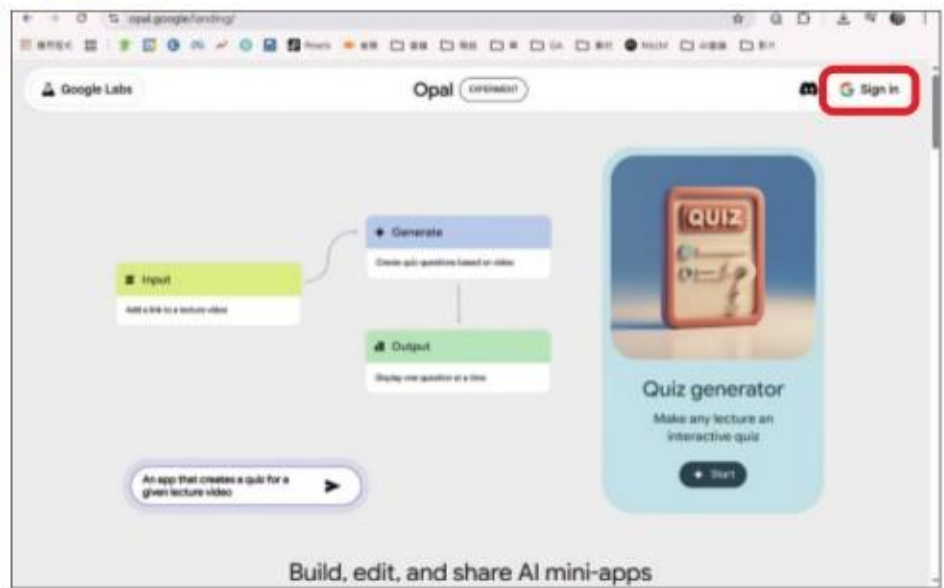 opal.google/landing/
Google Labs
Opal EXPERIMENT
Sign in
QUIZ
Generate
Create quiz questions based on video
Input
Add a link to a lecture video
Output
Display one question at a time
Quiz generator
Make any lecture an
interactive quiz
Start
An app that creates a quiz for a
given lecture video
Build, edit, and share AI mini-apps